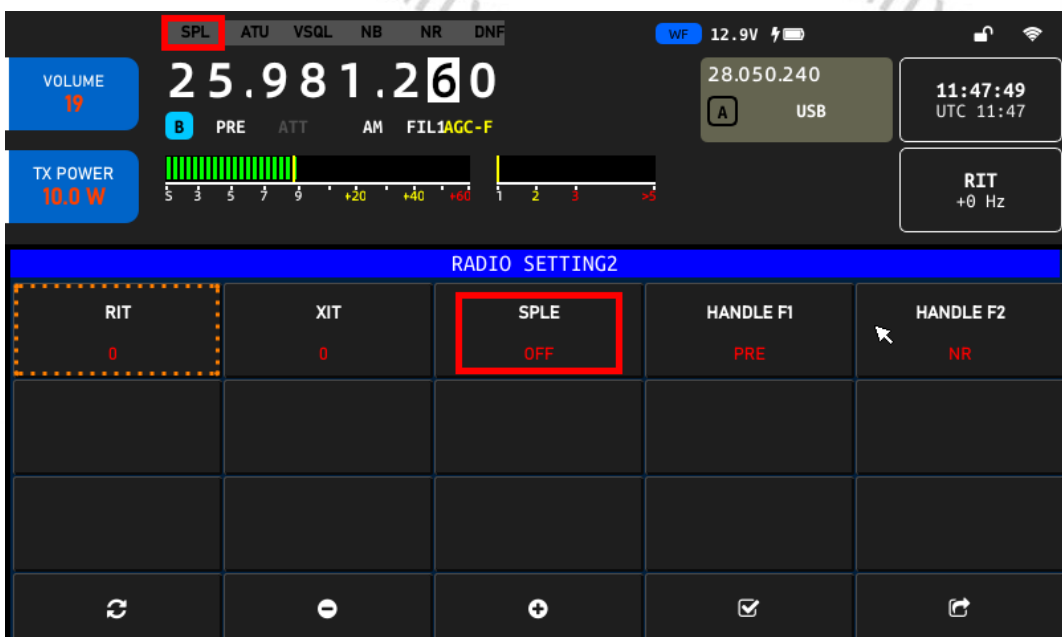 SPL ATU VSQL NB NR DNF WF 12.9V
VOLUME
19
25.981.260
28.050.240
11:47:49
UTC 11:47
B PRE ATT AM FIL1AGC-F
A USB
TX POWER
10.0 W
S 3 5 7 9 +20 +40 +60 1 2 3 >5
RIT
+0 Hz
RADIO SETTING2
RIT XIT SPLE HANDLE F1 HANDLE F2
0 0 OFF PRE NR